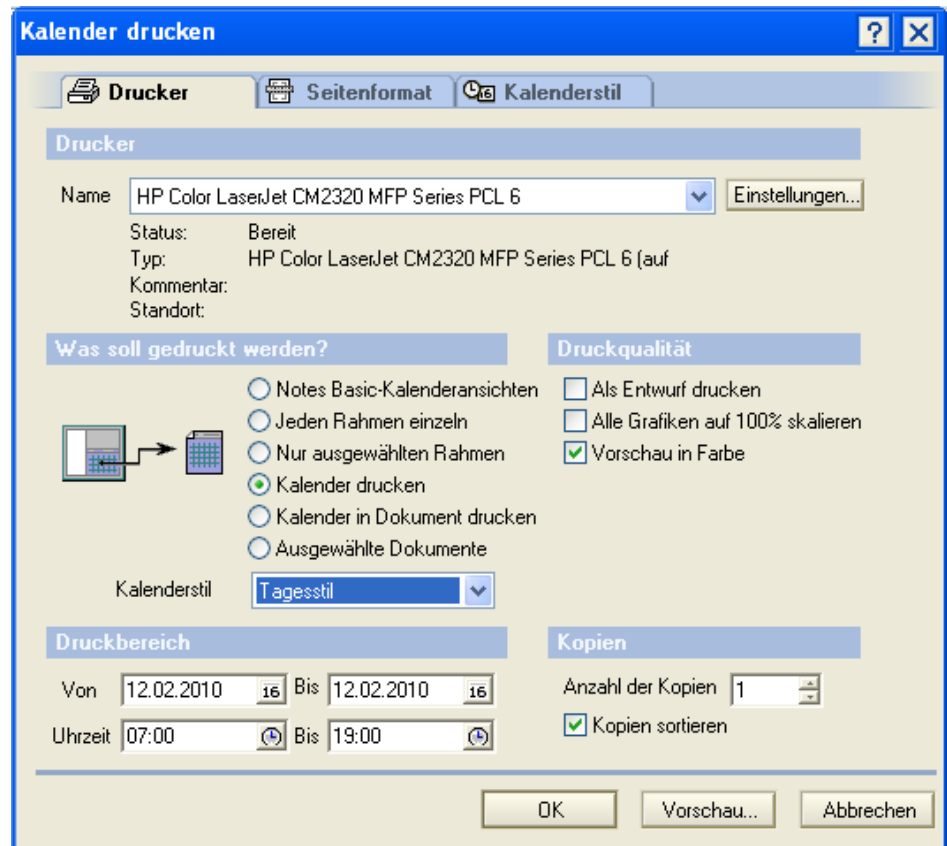 Kalender drucken
Drucker
Seitenformat
16 Kalenderstil
Drucker
Name HP Color LaserJet CM2320 MFP Series PCL 6 Einstellungen...
Status: Bereit
Typ: HP Color LaserJet CM2320 MFP Series PCL 6 (auf
Kommentar:
Standort:
Was soll gedruckt werden?
Notes Basic-Kalenderansichten
Jeden Rahmen einzeln
Nur ausgewählten Rahmen
Kalender drucken
Kalender in Dokument drucken
Ausgewählte Dokumente
Kalenderstil Tagesstil
Druckqualität
Als Entwurf drucken
Alle Grafiken auf 100% skalieren
Vorschau in Farbe
Druckbereich
Von 12.02.2010 16 Bis 12.02.2010 16
Uhrzeit 07:00 Bis 19:00
Kopien
Anzahl der Kopien 1
Kopien sortieren
OK Vorschau... Abbrechen